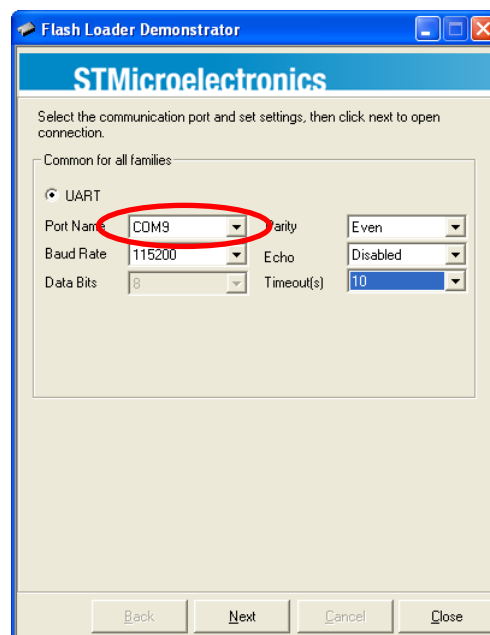 Flash Loader Demonstrator
STMicroelectronics
Select the communication port and set settings, then click next to open
connection.
Common for all families
UART
Port Name COM9 Parity Even
Baud Rate 115200 Echo Disabled
Data Bits 8 Timeout(s) 10
Back Next Cancel Close